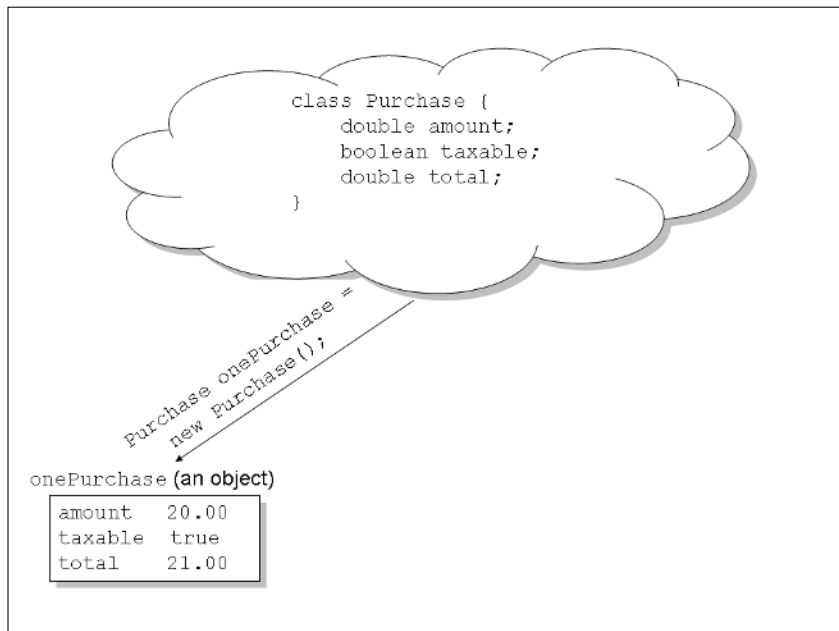 class Purchase {
    double amount;
    boolean taxable;
    double total;
}
Purchase onePurchase =
new Purchase();
onePurchase (an object)
amount 20.00
taxable true
total 21.00